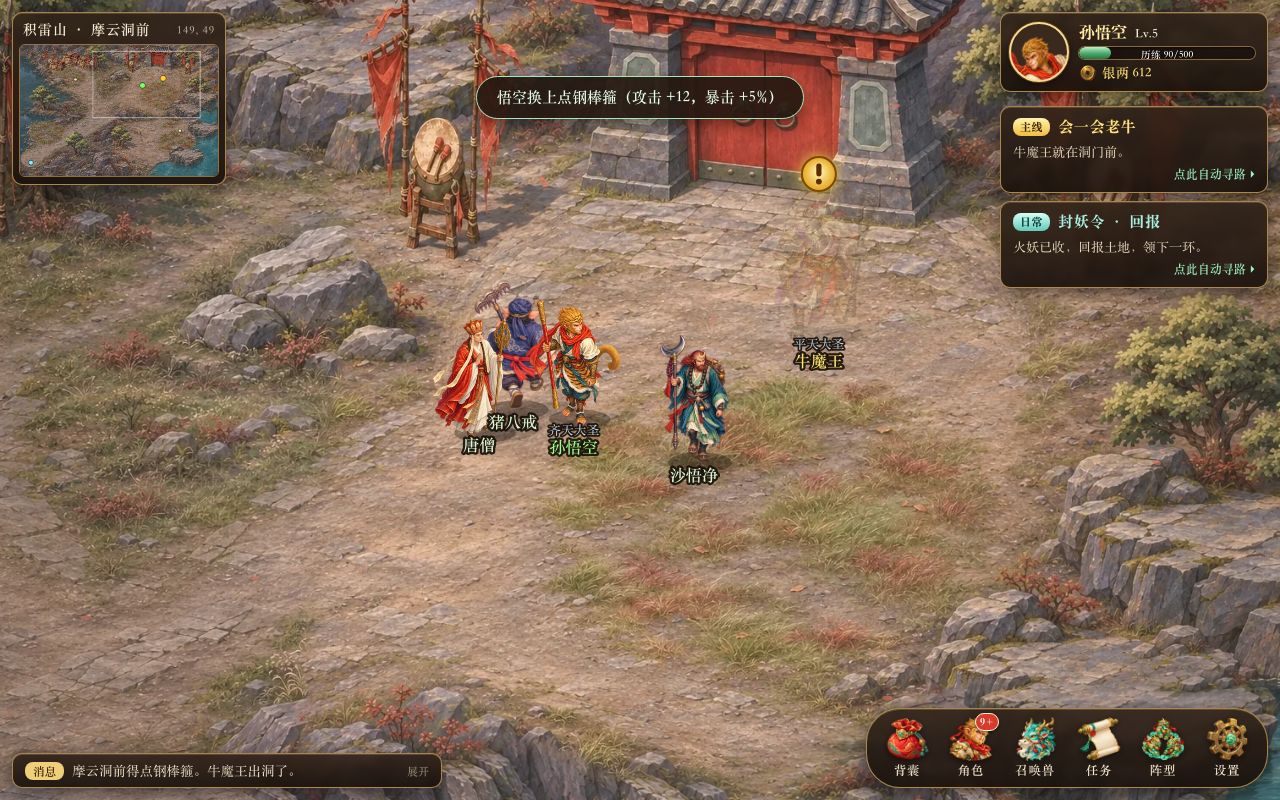 积雷山 · 摩云洞前 149, 49
悟空换上点钢棒箍（攻击 +12，暴击 +5%）
孙悟空 Lv.5
历练 90/500
银两 612
主线 会一会老牛
牛魔王就在洞门前。
点此自动寻路
日常 封妖令 · 回报
火妖已收，回报土地，领下一环。
点此自动寻路
平天大圣
牛魔王
猪八戒
唐僧
齐天大圣
孙悟空
沙悟净
消息 摩云洞前得点钢棒箍。牛魔王出洞了。 展开
9+
背囊 角色 召唤兽 任务 阵型 设置